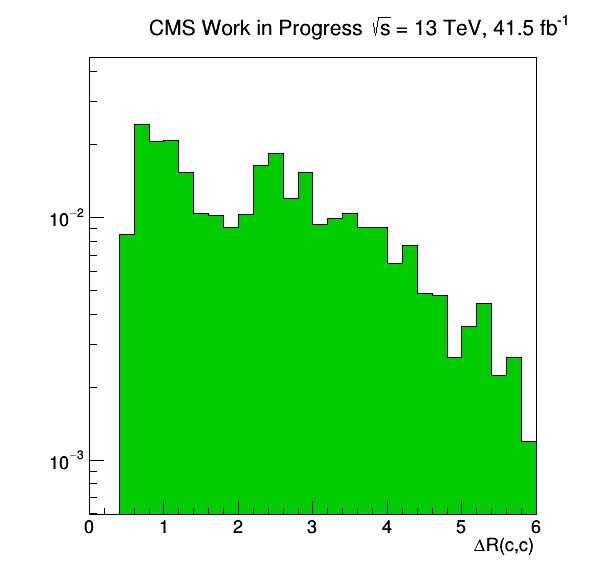 CMS Work in Progress √s = 13 TeV, 41.5 fb⁻¹
10⁻²
10⁻³
0 1 2 3 4 5 6
ΔR(c,c)